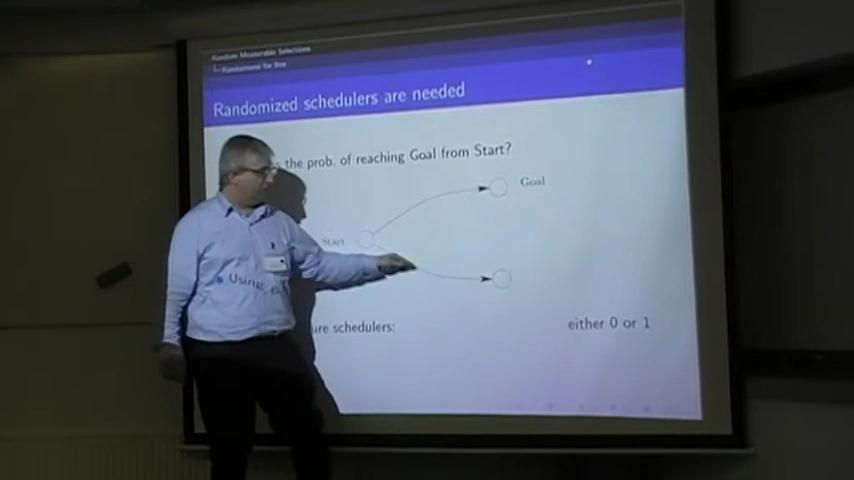 Random Measurable Selections
Randomness for free
Randomized schedulers are needed
the prob. of reaching Goal from Start?
Goal
Start
Using
ure schedulers:
either 0 or 1